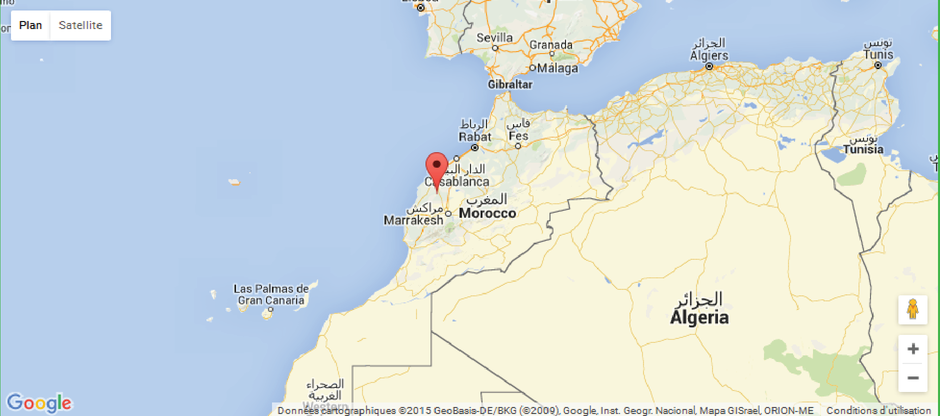 Plan
Satellite
Sevilla
Granada
Málaga
Gibraltar
الجزائر
Algiers
تونس
Tunis
الرباط
Rabat
فاس
Fes
تونس
Tunisia
الدار
Casablanca
مراكش
Marrakesh
المغرب
Morocco
Las Palmas de
Gran Canaria
الجزائر
Algeria
الصحراء
الغربية
Western
Google
Données cartographiques ©2015 GeoBasis-DE/BKG (©2009), Google, Inst. Geogr. Nacional, Mapa GISrael, ORION-ME
Conditions d'utilisation